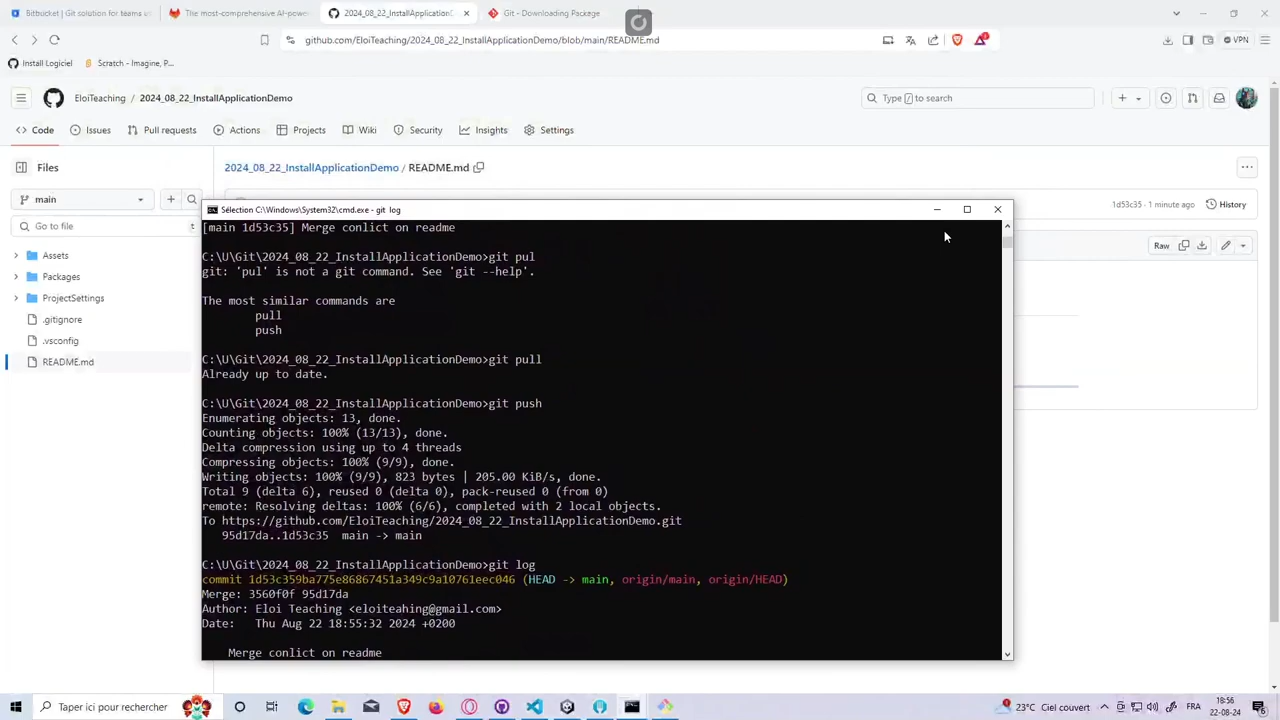 Bitbucket | Git solution for teams us
The most-comprehensive AI-powe
2024_08_22_InstallApplicationD
Git - Downloading Package
github.com/EloiTeaching/2024_08_22_InstallApplicationDemo/blob/main/README.md
VPN
Install Logiciel
Scratch - Imagine, P...
EloiTeaching / 2024_08_22_InstallApplicationDemo
Type / to search
Code
Issues
Pull requests
Actions
Projects
Wiki
Security
Insights
Settings
Files
2024_08_22_InstallApplicationDemo / README.md
main
1d53c35 · 1 minute ago
History
Go to file
t
Raw
Assets
Packages
ProjectSettings
.gitignore
.vsconfig
README.md
Sélection C:\Windows\System32\cmd.exe - git log
[main 1d53c35] Merge conlict on readme
C:\U\Git\2024_08_22_InstallApplicationDemo>git pul
git: 'pul' is not a git command. See 'git --help'.
The most similar commands are
pull
push
C:\U\Git\2024_08_22_InstallApplicationDemo>git pull
Already up to date.
C:\U\Git\2024_08_22_InstallApplicationDemo>git push
Enumerating objects: 13, done.
Counting objects: 100% (13/13), done.
Delta compression using up to 4 threads
Compressing objects: 100% (9/9), done.
Writing objects: 100% (9/9), 823 bytes | 205.00 KiB/s, done.
Total 9 (delta 6), reused 0 (delta 0), pack-reused 0 (from 0)
remote: Resolving deltas: 100% (6/6), completed with 2 local objects.
To https://github.com/EloiTeaching/2024_08_22_InstallApplicationDemo.git
95d17da..1d53c35  main -> main
C:\U\Git\2024_08_22_InstallApplicationDemo>git log
commit 1d53c359ba775e86867451a349c9a10761eec046 (HEAD -> main, origin/main, origin/HEAD)
Merge: 3560f0f 95d17da
Author: Eloi Teaching <eloiteahing@gmail.com>
Date:   Thu Aug 22 18:55:32 2024 +0200
Merge conlict on readme
Taper ici pour rechercher
23°C Ciel couvert
FRA
18:56
22-08-24